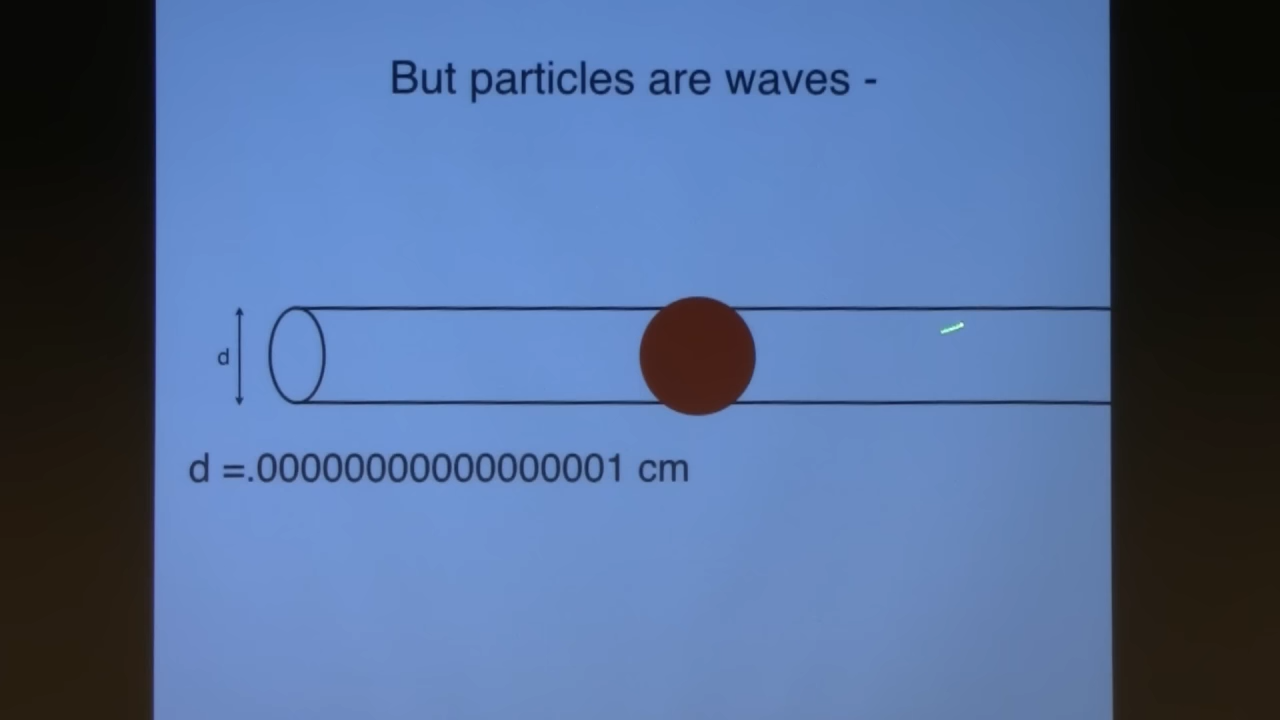 But particles are waves -
d
d =.00000000000000001 cm